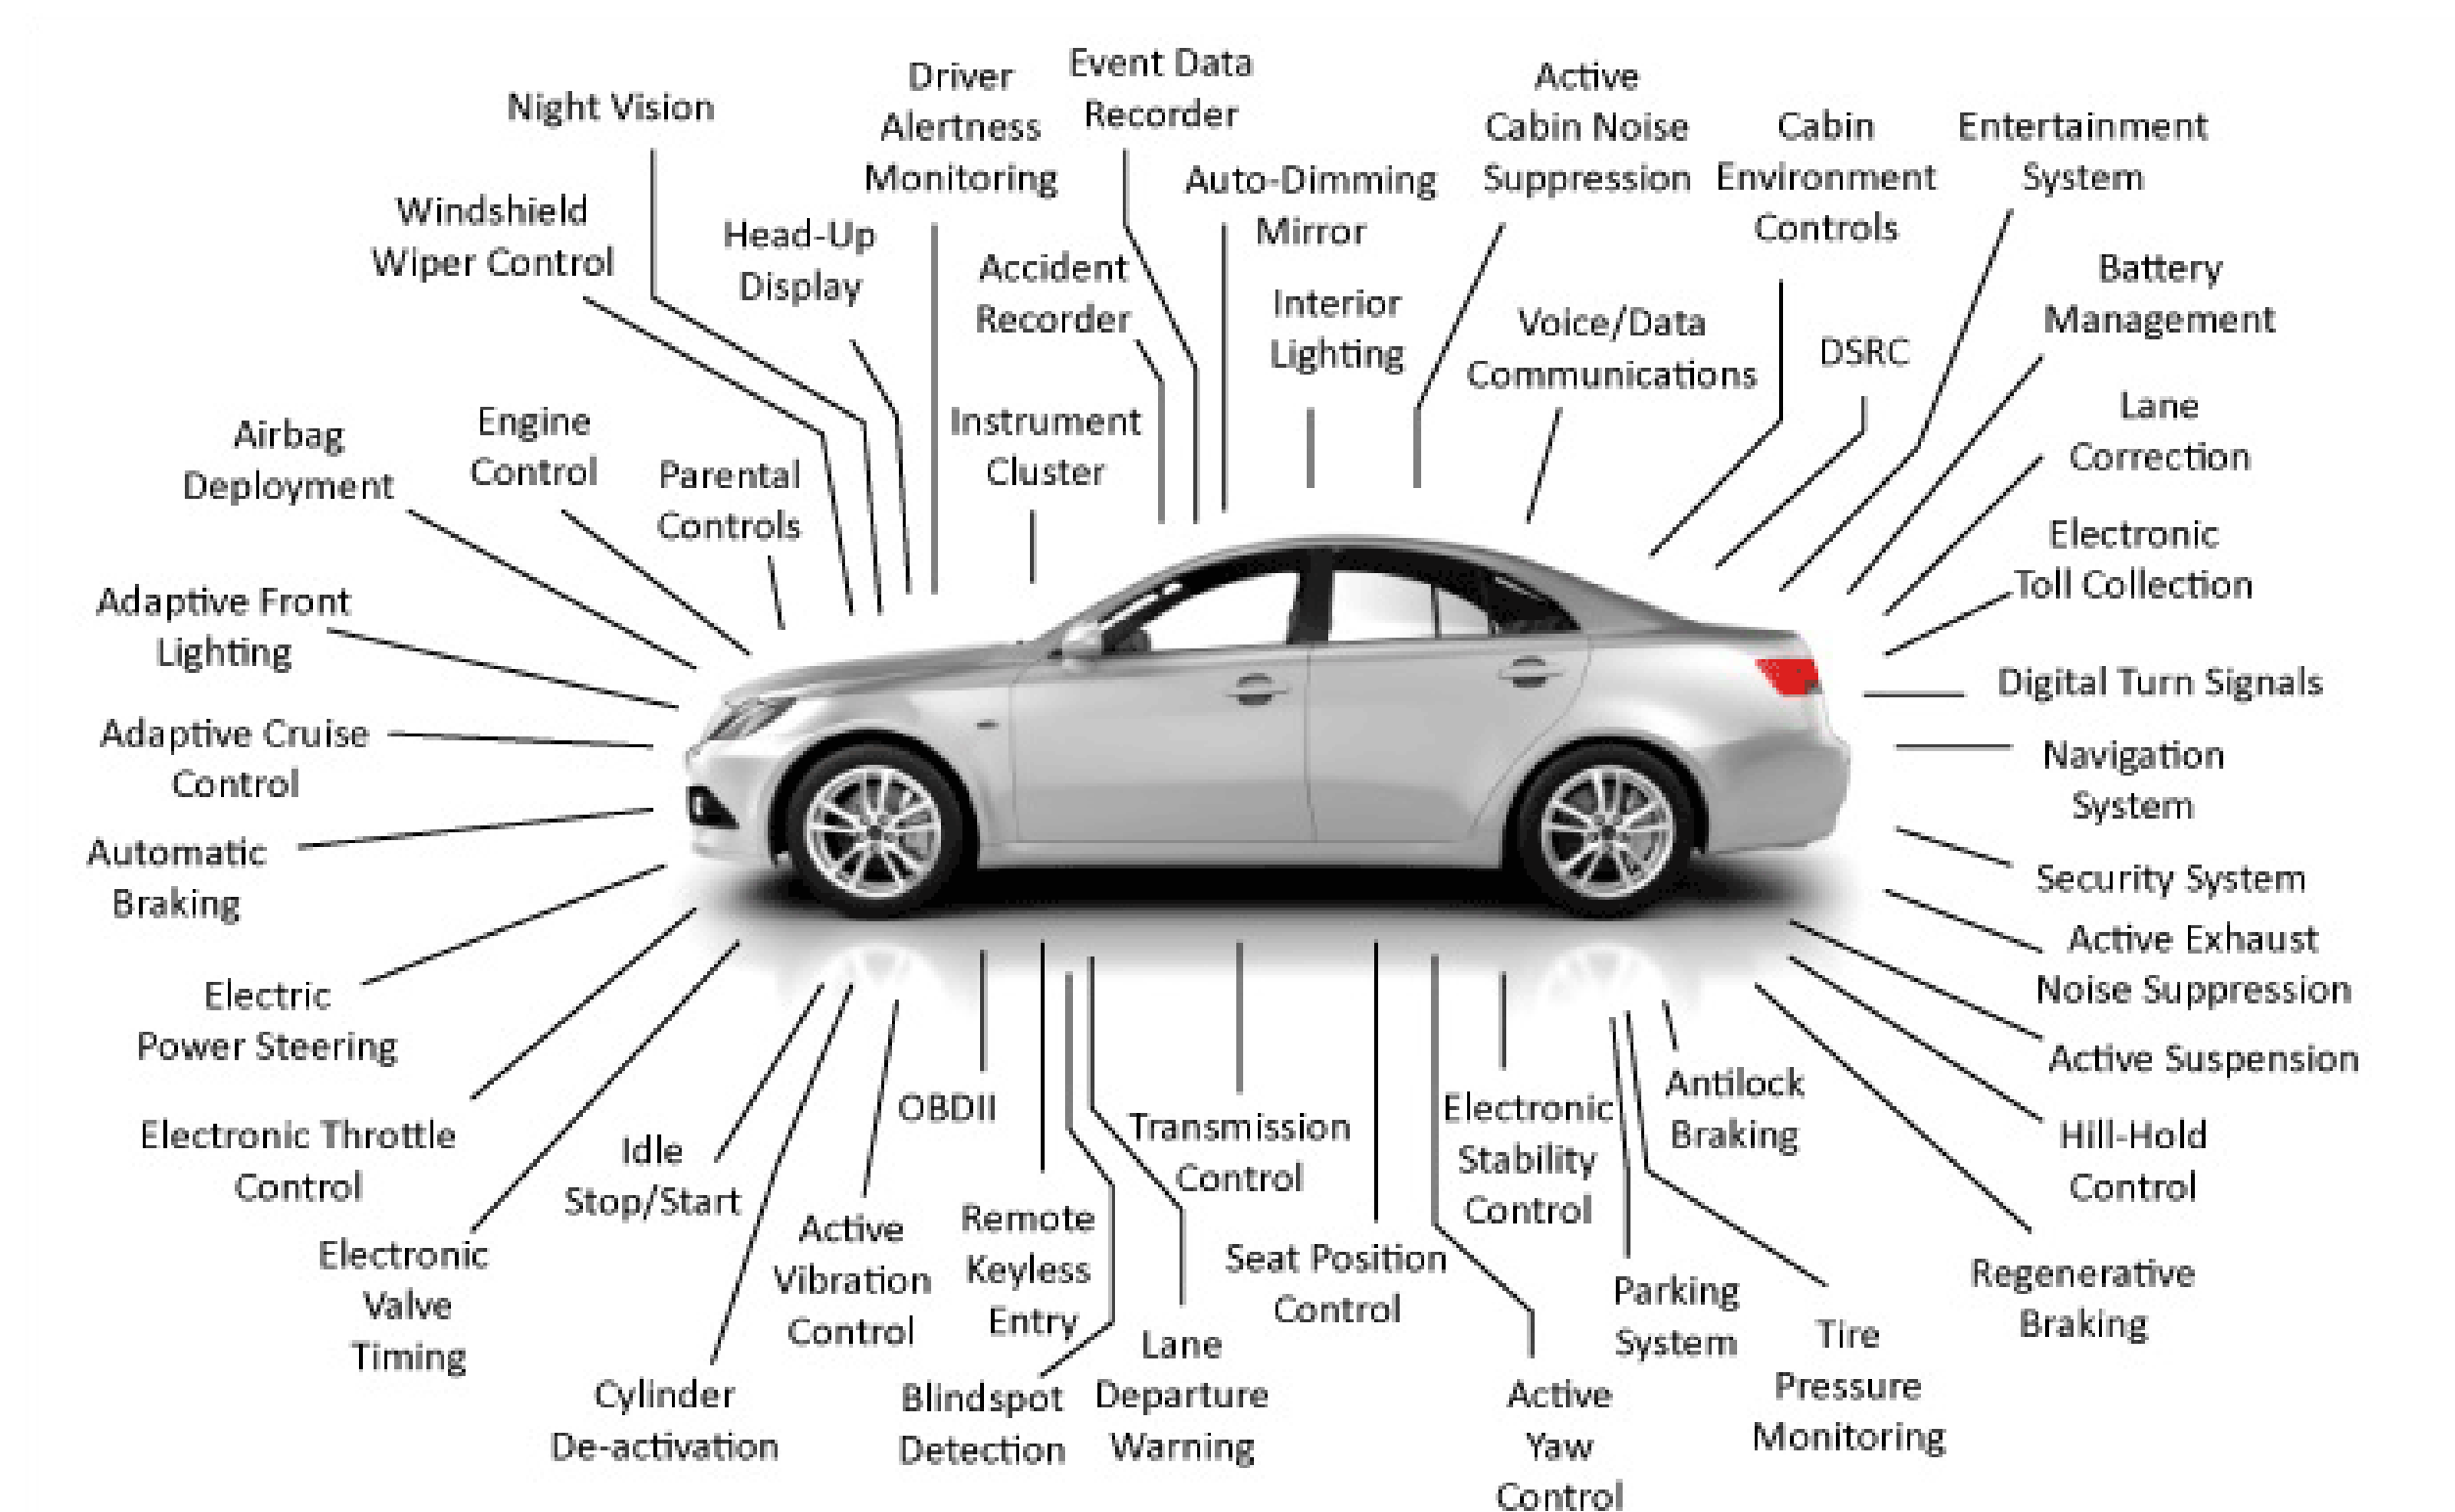 Night Vision
Driver
Alertness
Monitoring
Event Data
Recorder
Active
Cabin Noise
Suppression
Cabin
Environment
Controls
Entertainment
System
Windshield
Wiper Control
Head-Up
Display
Accident
Recorder
Auto-Dimming
Mirror
Interior
Lighting
Voice/Data
Communications
DSRC
Battery
Management
Airbag
Deployment
Engine
Control
Parental
Controls
Instrument
Cluster
Lane
Correction
Electronic
Toll Collection
Adaptive Front
Lighting
Digital Turn Signals
Adaptive Cruise
Control
Navigation
System
Automatic
Braking
Security System
Electric
Power Steering
Active Exhaust
Noise Suppression
Active Suspension
Electronic Throttle
Control
Idle
Stop/Start
OBDII
Transmission
Control
Electronic
Stability
Control
Antilock
Braking
Hill-Hold
Control
Electronic
Valve
Timing
Active
Vibration
Control
Remote
Keyless
Entry
Seat Position
Control
Parking
System
Regenerative
Braking
Cylinder
De-activation
Blindspot
Detection
Lane
Departure
Warning
Active
Yaw
Control
Tire
Pressure
Monitoring